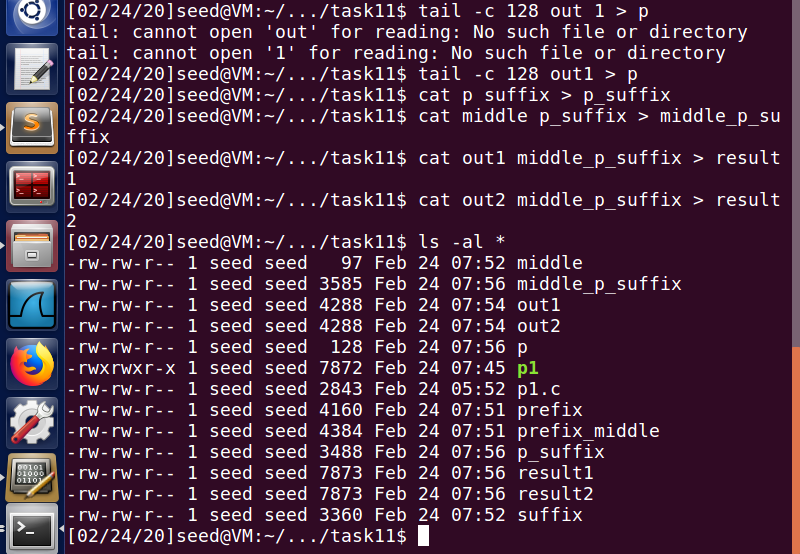 [02/24/20]seed@VM:~/.../task11$ tail -c 128 out 1 > p
tail: cannot open 'out' for reading: No such file or directory
tail: cannot open '1' for reading: No such file or directory
[02/24/20]seed@VM:~/.../task11$ tail -c 128 out1 > p
[02/24/20]seed@VM:~/.../task11$ cat p suffix > p_suffix
[02/24/20]seed@VM:~/.../task11$ cat middle p_suffix > middle_p_su
ffix
[02/24/20]seed@VM:~/.../task11$ cat out1 middle_p_suffix > result
1
[02/24/20]seed@VM:~/.../task11$ cat out2 middle_p_suffix > result
2
[02/24/20]seed@VM:~/.../task11$ ls -al *
-rw-rw-r-- 1 seed seed   97 Feb 24 07:52 middle
-rw-rw-r-- 1 seed seed 3585 Feb 24 07:56 middle_p_suffix
-rw-rw-r-- 1 seed seed 4288 Feb 24 07:54 out1
-rw-rw-r-- 1 seed seed 4288 Feb 24 07:54 out2
-rw-rw-r-- 1 seed seed  128 Feb 24 07:56 p
-rwxrwxr-x 1 seed seed 7872 Feb 24 07:45 p1
-rw-rw-r-- 1 seed seed 2843 Feb 24 05:52 p1.c
-rw-rw-r-- 1 seed seed 4160 Feb 24 07:51 prefix
-rw-rw-r-- 1 seed seed 4384 Feb 24 07:51 prefix_middle
-rw-rw-r-- 1 seed seed 3488 Feb 24 07:56 p_suffix
-rw-rw-r-- 1 seed seed 7873 Feb 24 07:56 result1
-rw-rw-r-- 1 seed seed 7873 Feb 24 07:56 result2
-rw-rw-r-- 1 seed seed 3360 Feb 24 07:52 suffix
[02/24/20]seed@VM:~/.../task11$